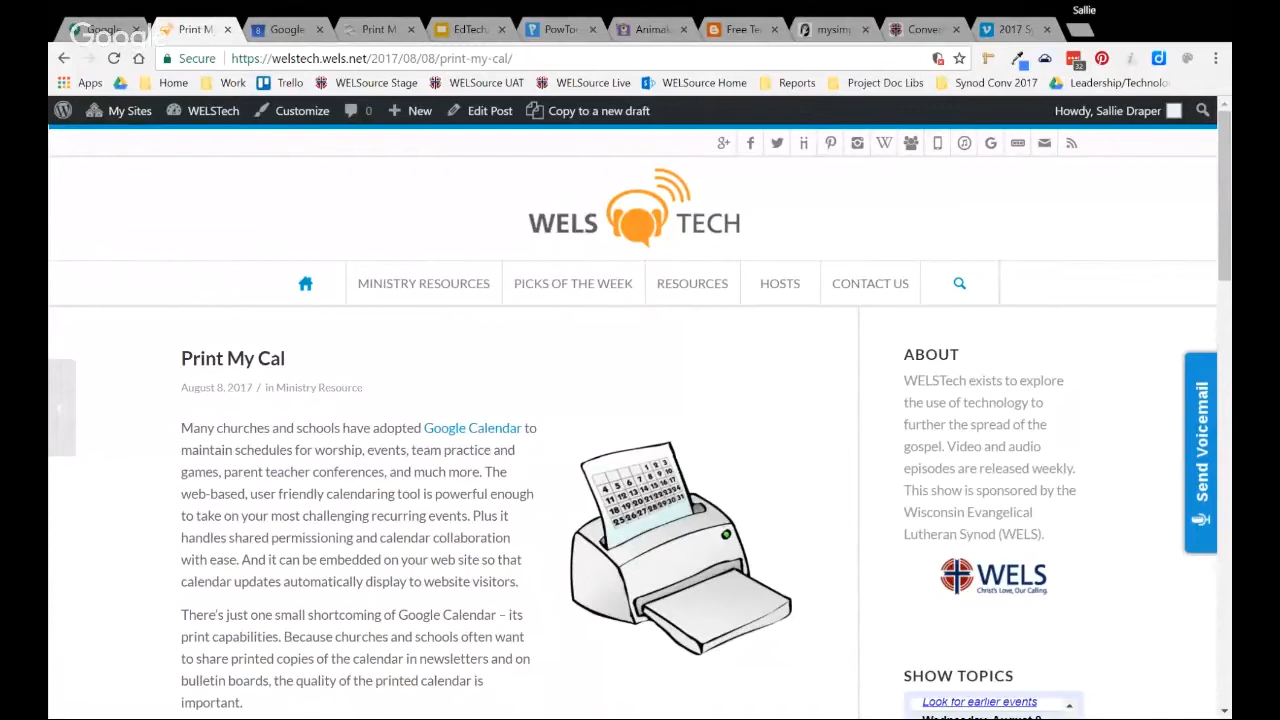 Sallie
Google
Print M
Google
Print M
EdTech
PowToo
Animak
Free Te
mysimp
Conver
2017 Sy
Secure https://welstech.wels.net/2017/08/08/print-my-cal/
Apps Home Work Trello WELSSource Stage WELSource UAT WELSource Live WELSource Home Reports Project Doc Libs Synod Conv 2017 Leadership/Technolo
My Sites WELSTech Customize 0 New Edit Post Copy to a new draft Howdy, Sallie Draper
WELS TECH
MINISTRY RESOURCES PICKS OF THE WEEK RESOURCES HOSTS CONTACT US
Print My Cal
August 8, 2017 / in Ministry Resource
Many churches and schools have adopted Google Calendar to
maintain schedules for worship, events, team practice and
games, parent teacher conferences, and much more. The
web-based, user friendly calendaring tool is powerful enough
to take on your most challenging recurring events. Plus it
handles shared permissioning and calendar collaboration
with ease. And it can be embedded on your web site so that
calendar updates automatically display to website visitors.
There's just one small shortcoming of Google Calendar – its
print capabilities. Because churches and schools often want
to share printed copies of the calendar in newsletters and on
bulletin boards, the quality of the printed calendar is
important.
ABOUT
WELSTech exists to explore
the use of technology to
further the spread of the
gospel. Video and audio
episodes are released weekly.
This show is sponsored by the
Wisconsin Evangelical
Lutheran Synod (WELS).
WELS
Christ's Love, Our Calling.
SHOW TOPICS
Look for earlier events
Wednesday, August 9
Send Voicemail